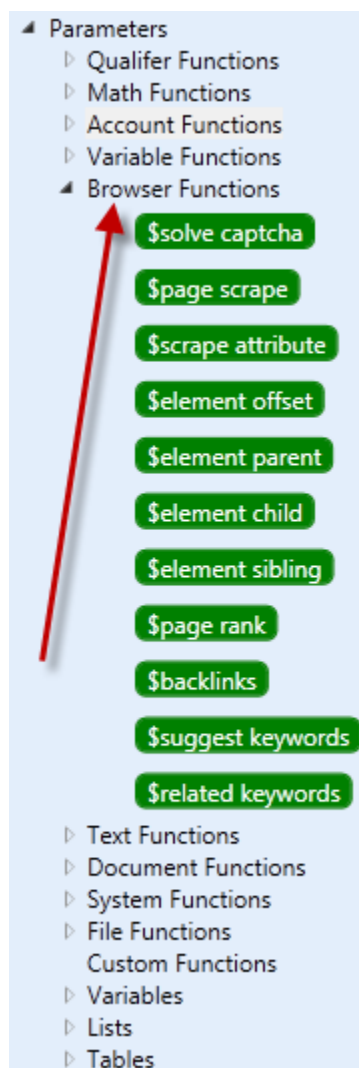 Parameters
Qualifer Functions
Math Functions
Account Functions
Variable Functions
Browser Functions
$solve captcha
$page scrape
$scrape attribute
$element offset
$element parent
$element child
$element sibling
$page rank
$backlinks
$suggest keywords
$related keywords
Text Functions
Document Functions
System Functions
File Functions
Custom Functions
Variables
Lists
Tables